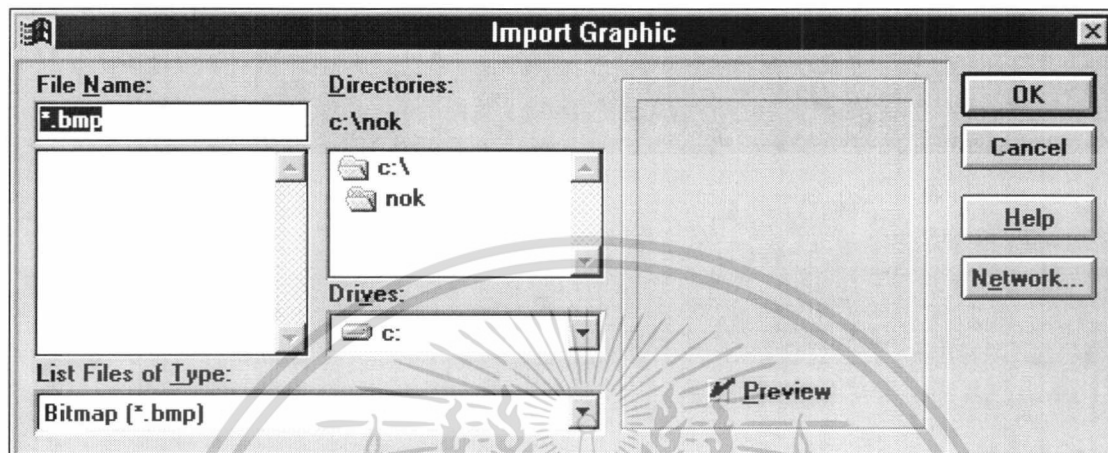 Import Graphic
File Name:
*.bmp
Directories:
c:\nok
c:\
nok
Drives:
c:
List Files of Type:
Bitmap (*.bmp)
Preview
OK
Cancel
Help
Network...